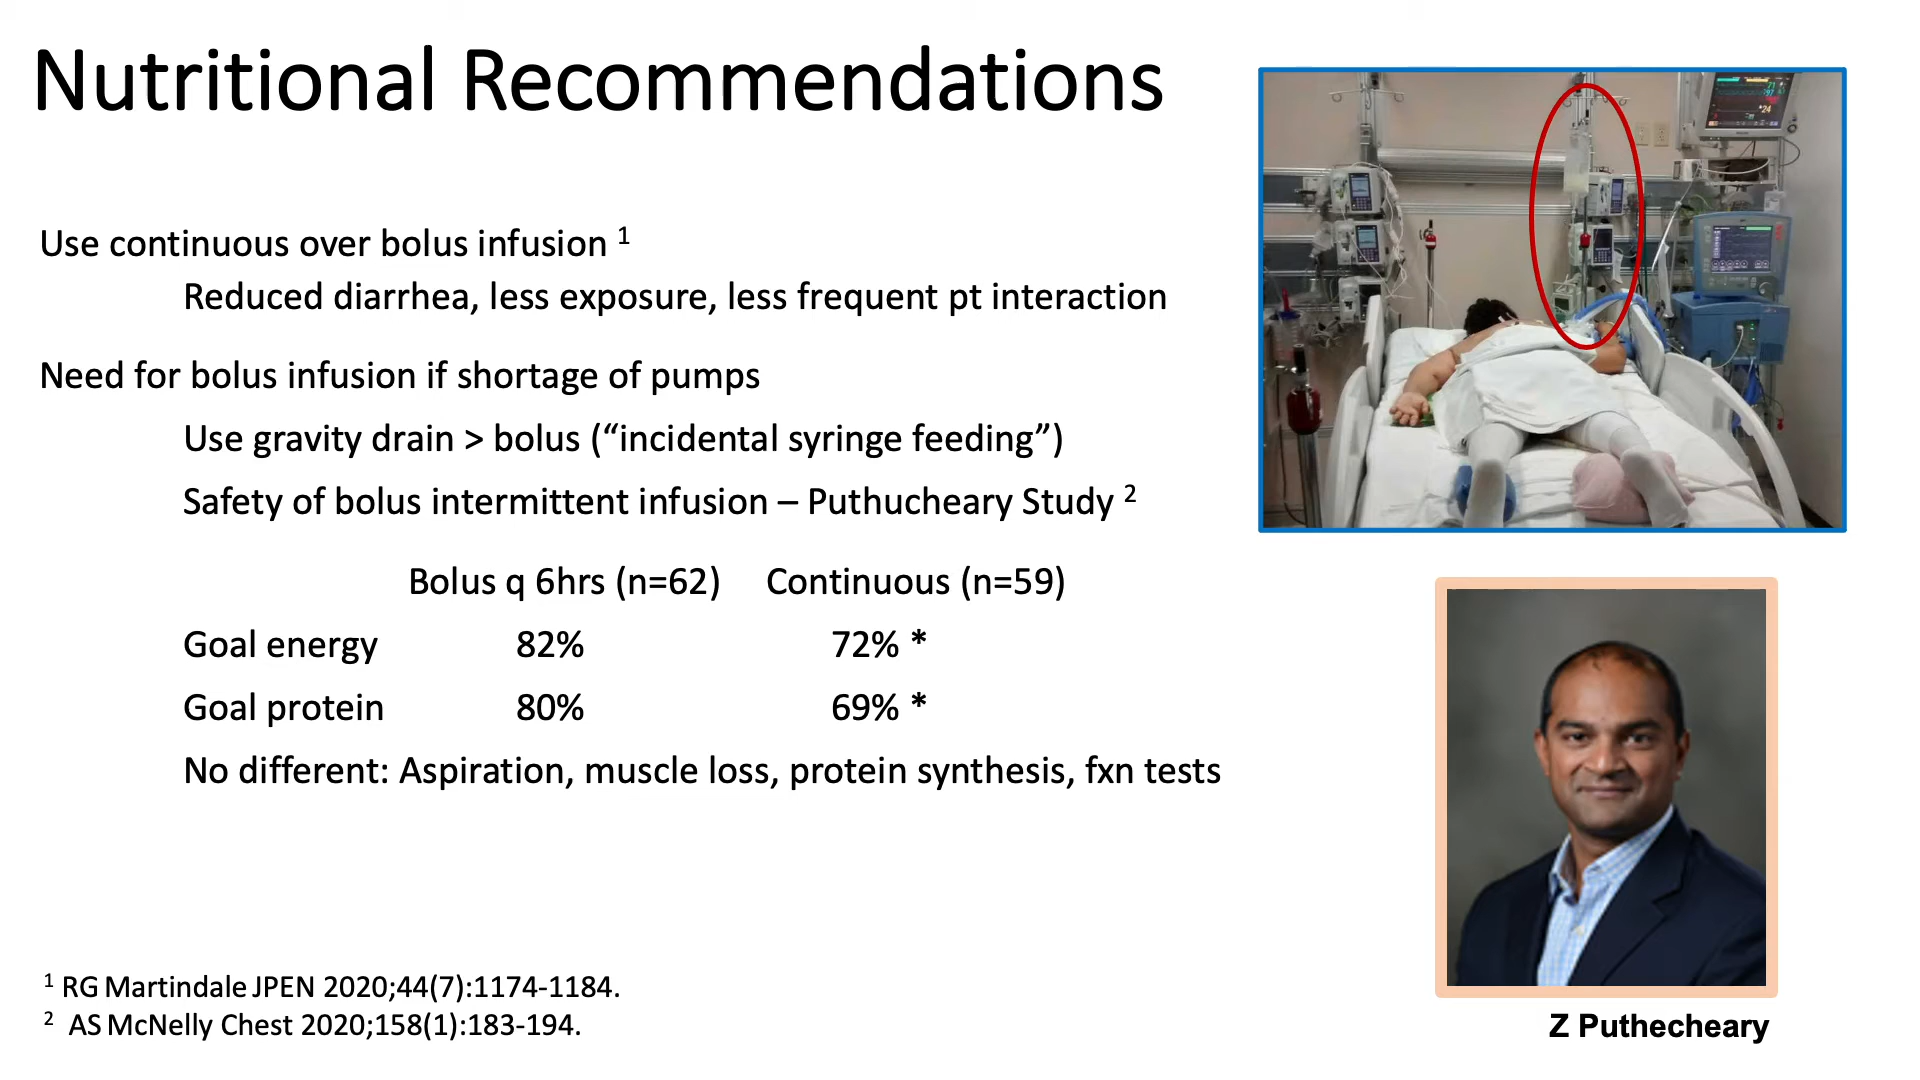 Nutritional Recommendations
Use continuous over bolus infusion 1
Reduced diarrhea, less exposure, less frequent pt interaction
Need for bolus infusion if shortage of pumps
Use gravity drain > bolus (“incidental syringe feeding”)
Safety of bolus intermittent infusion – Puthucheary Study 2
Bolus q 6hrs (n=62) Continuous (n=59)
Goal energy 82% 72% *
Goal protein 80% 69% *
No different: Aspiration, muscle loss, protein synthesis, fxn tests
1 RG Martindale JPEN 2020;44(7):1174-1184.
2 AS McNelly Chest 2020;158(1):183-194.
Z Puthecheary